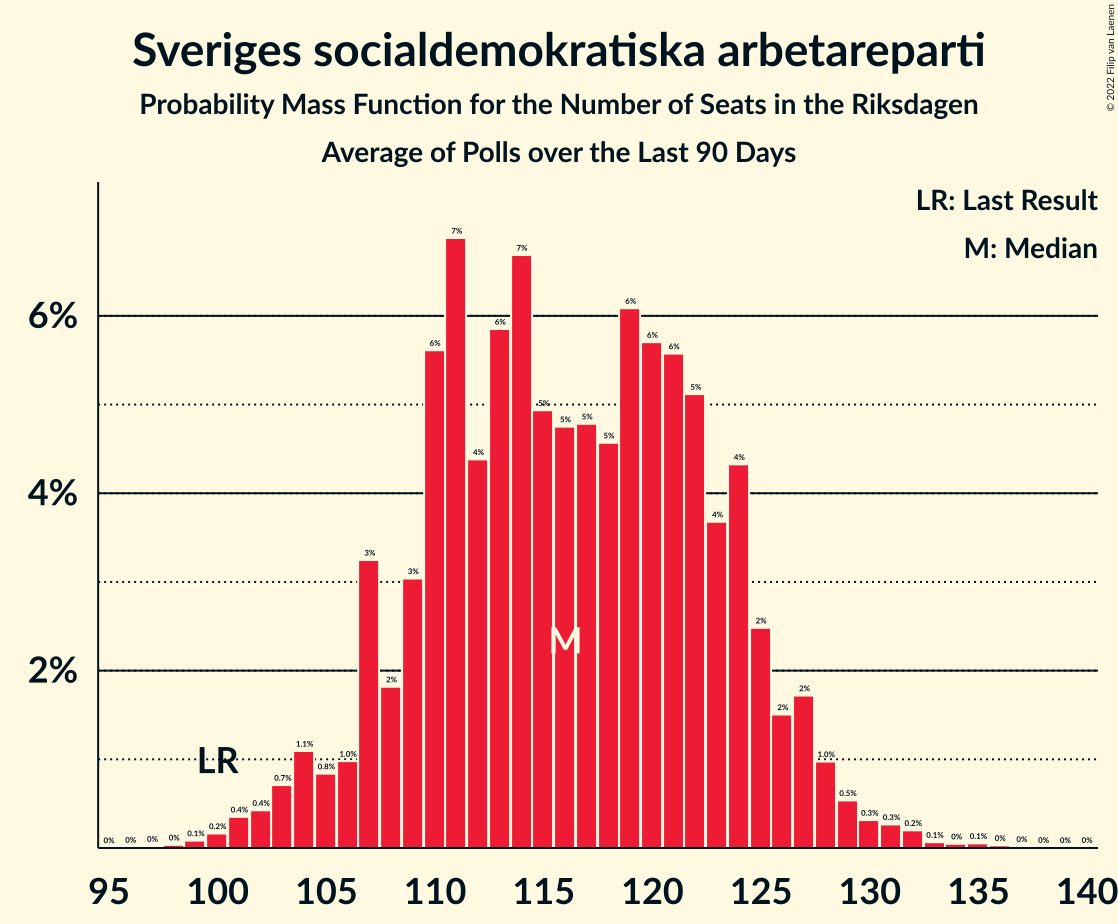 Sveriges socialdemokratiska arbetareparti
Probability Mass Function for the Number of Seats in the Riksdagen
Average of Polls over the Last 90 Days
© 2022 Filip van Laenen
LR: Last Result
M: Median
6%
4%
2%
0% 0% 0% 0% 0.1% 0.2% 0.4% 0.4% 0.7% 1.1% 0.8% 1.0% 3% 2% 3% 6% 7% 4% 6% 7% 5% 5% 5% 5% 6% 6% 6% 5% 4% 4% 2% 2% 2% 1.0% 0.5% 0.3% 0.3% 0.2% 0.1% 0% 0.1% 0% 0% 0% 0% 0%
LR
M
95 100 105 110 115 120 125 130 135 140